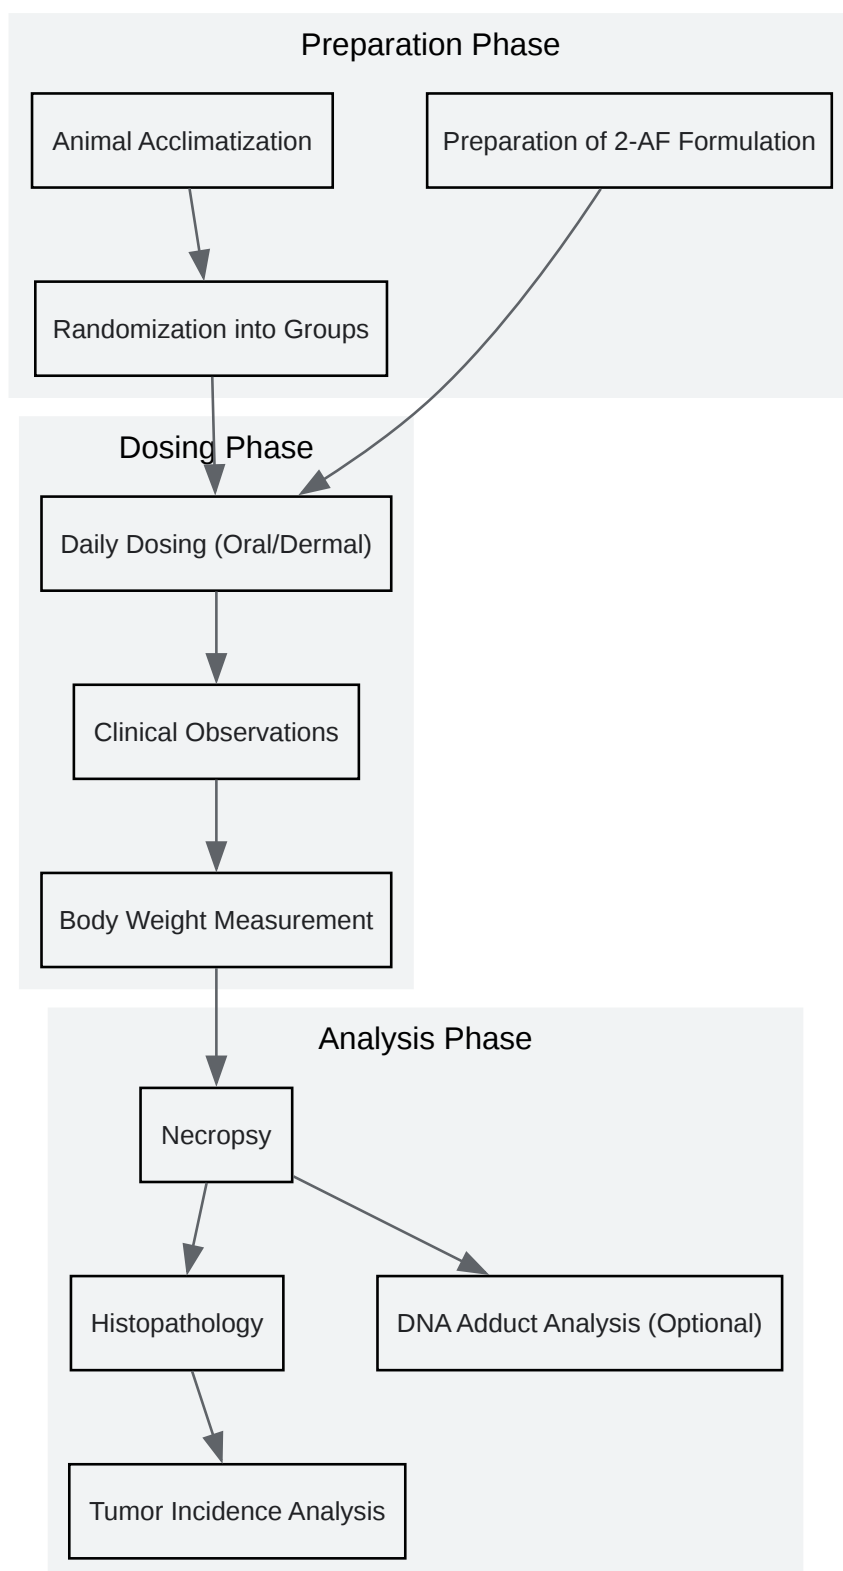 Preparation Phase
Animal Acclimatization
Preparation of 2-AF Formulation
Randomization into Groups
Dosing Phase
Daily Dosing (Oral/Dermal)
Clinical Observations
Body Weight Measurement
Analysis Phase
Necropsy
Histopathology
DNA Adduct Analysis (Optional)
Tumor Incidence Analysis